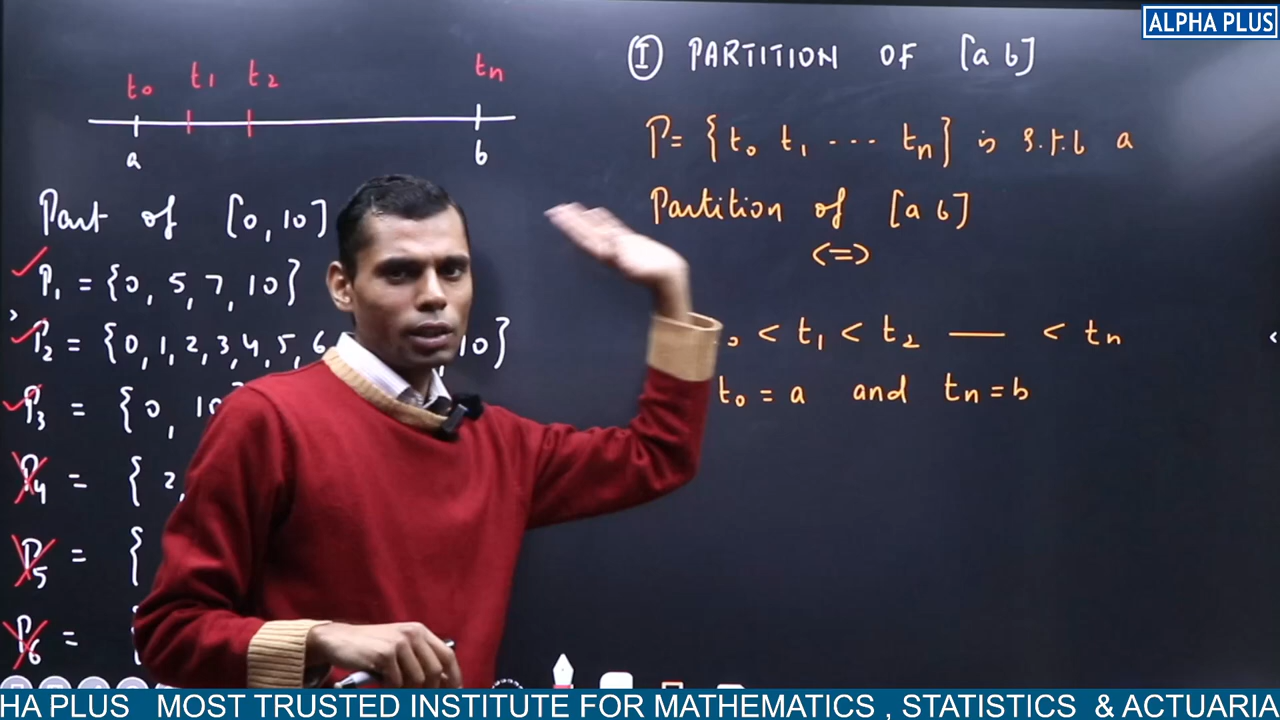 ALPHA PLUS
t₀ t₁ t₂ tₙ
a b
Part of [0, 10]
P₁ = {0, 5, 7, 10}
P₂ = {0, 1, 2, 3, 4, 5, 6 10}
P₃ = {0, 10
P₄ = { 2,
P₅ = {
P₆ =
Ⓘ PARTITION OF [a b]
P = {t₀ t₁ --- tₙ} is s.t.b a
Partition of [a b]
<=>
₀ < t₁ < t₂ — < tₙ
t₀ = a and tₙ = b
HA PLUS MOST TRUSTED INSTITUTE FOR MATHEMATICS , STATISTICS & ACTUARIA